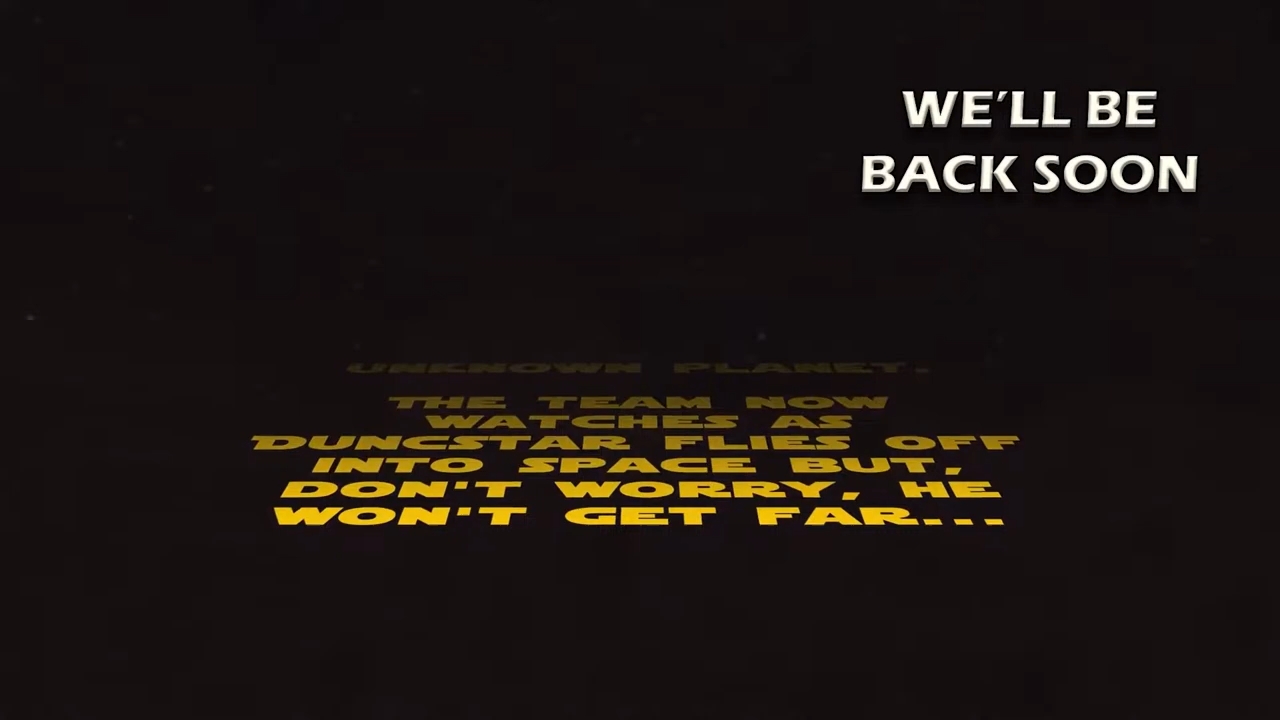 WE'LL BE
BACK SOON
UNKNOWN PLANET.
THE TEAM NOW
WATCHES AS
DUNCSTAR FLIES OFF
INTO SPACE BUT,
DON'T WORRY, HE
WON'T GET FAR...